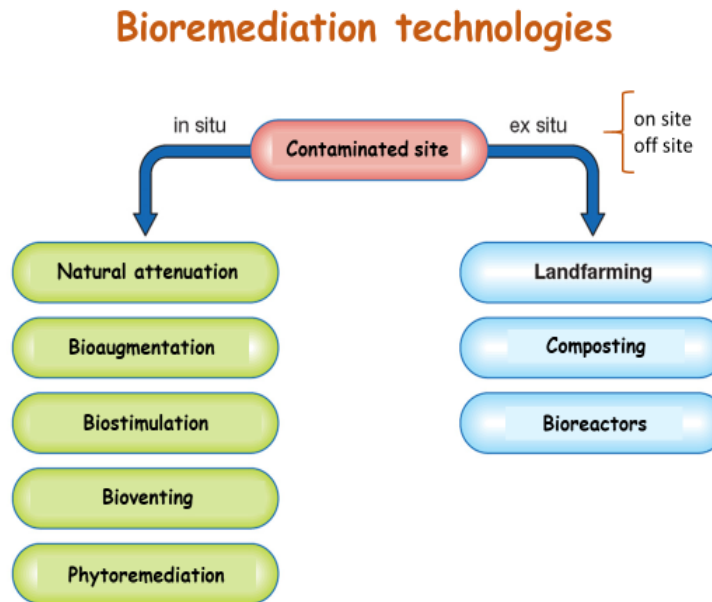 Bioremediation technologies
in situ
Contaminated site
ex situ
on site
off site
Natural attenuation
Bioaugmentation
Biostimulation
Bioventing
Phytoremediation
Landfarming
Composting
Bioreactors